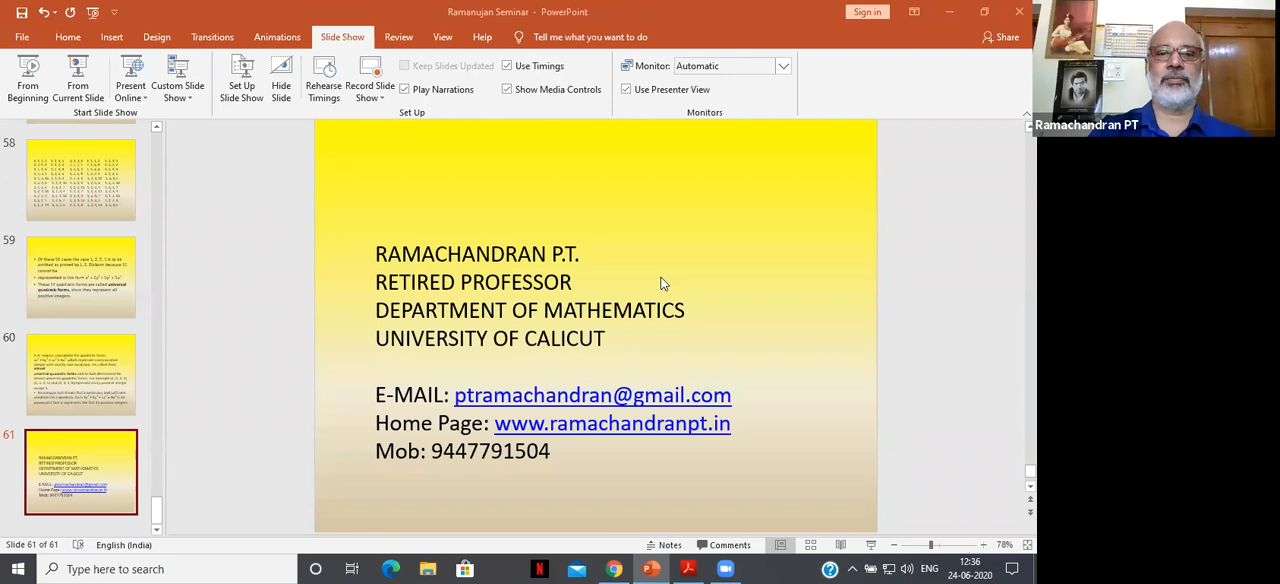 Ramanujan Seminar - PowerPoint
Sign in
File Home Insert Design Transitions Animations Slide Show Review View Help Tell me what you want to do Share
From Beginning
From Current Slide
Present Online
Custom Slide Show
Start Slide Show
Set Up Slide Show
Hide Slide
Rehearse Timings
Record Slide Show
Keep Slides Updated
Play Narrations
Use Timings
Show Media Controls
Set Up
Monitor: Automatic
Use Presenter View
Monitors
Ramachandran PT
58
59
60
61
RAMACHANDRAN P.T.
RETIRED PROFESSOR
DEPARTMENT OF MATHEMATICS
UNIVERSITY OF CALICUT
E-MAIL: ptramachandran@gmail.com
Home Page: www.ramachandranpt.in
Mob: 9447791504
Slide 61 of 61 English (India) Notes Comments 78%
Type here to search
ENG
12:36
24-06-2020